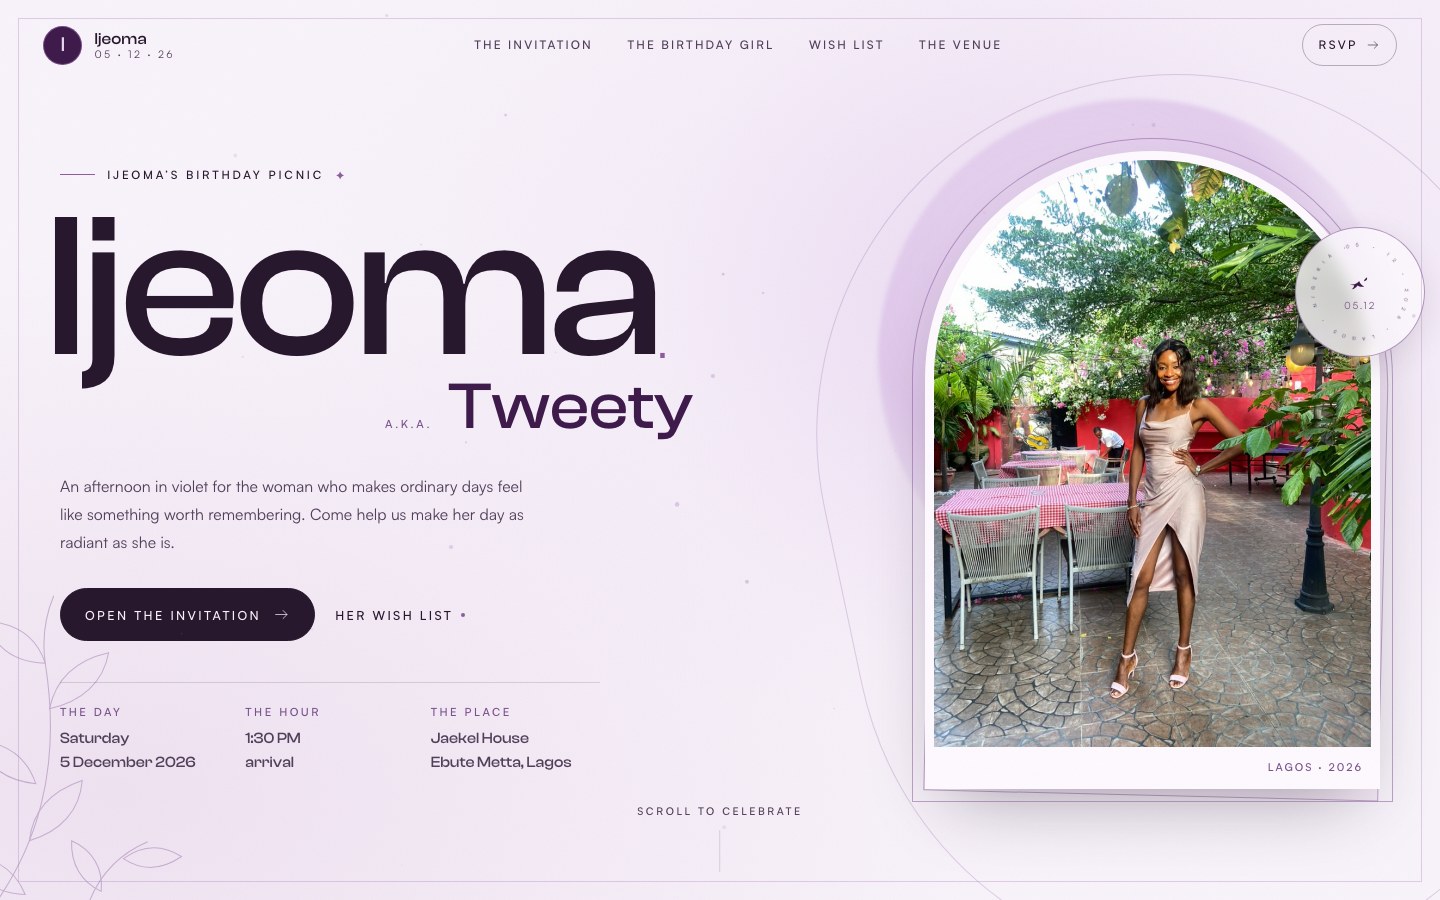 I
Ijeoma
05 • 12 • 26
THE INVITATION
THE BIRTHDAY GIRL
WISH LIST
THE VENUE
RSVP →
IJEOMA'S BIRTHDAY PICNIC ✦
Ijeoma.
A.K.A. Tweety
An afternoon in violet for the woman who makes ordinary days feel
like something worth remembering. Come help us make her day as
radiant as she is.
OPEN THE INVITATION →
HER WISH LIST •
THE DAY
Saturday
5 December 2026
THE HOUR
1:30 PM
arrival
THE PLACE
Jaekel House
Ebute Metta, Lagos
SCROLL TO CELEBRATE
05.12
LAGOS • 2026